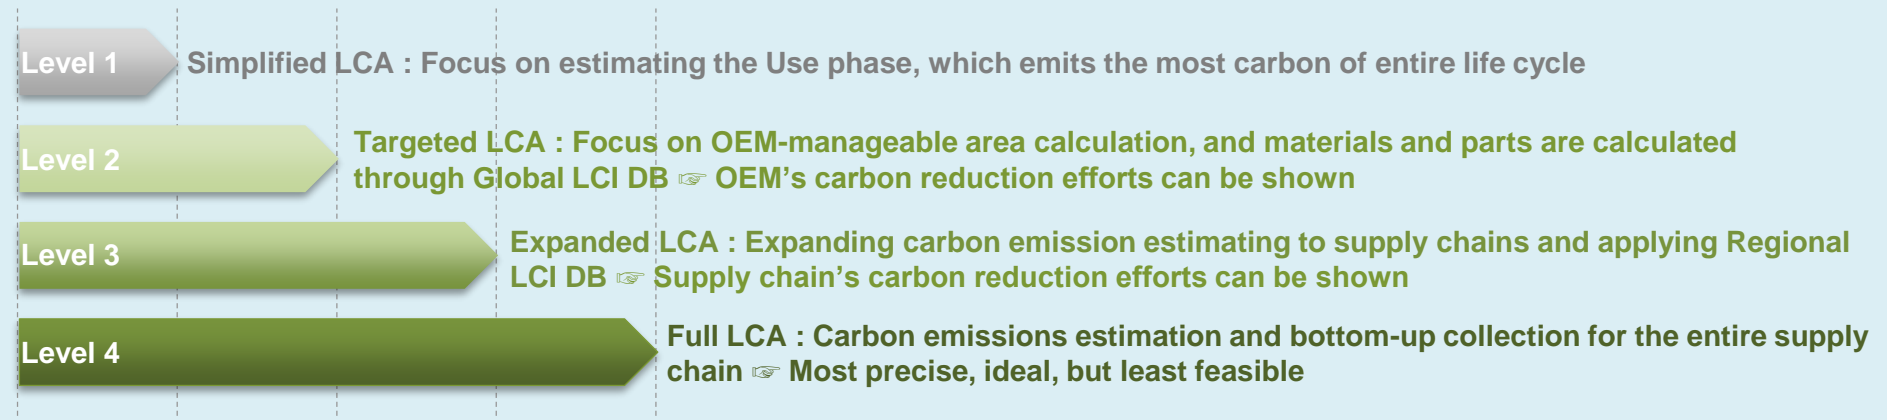 Level 1
Simplified LCA : Focus on estimating the Use phase, which emits the most carbon of entire life cycle
Level 2
Targeted LCA : Focus on OEM-manageable area calculation, and materials and parts are calculated
through Global LCI DB ☞ OEM’s carbon reduction efforts can be shown
Level 3
Expanded LCA : Expanding carbon emission estimating to supply chains and applying Regional
LCI DB ☞ Supply chain’s carbon reduction efforts can be shown
Level 4
Full LCA : Carbon emissions estimation and bottom-up collection for the entire supply
chain ☞ Most precise, ideal, but least feasible